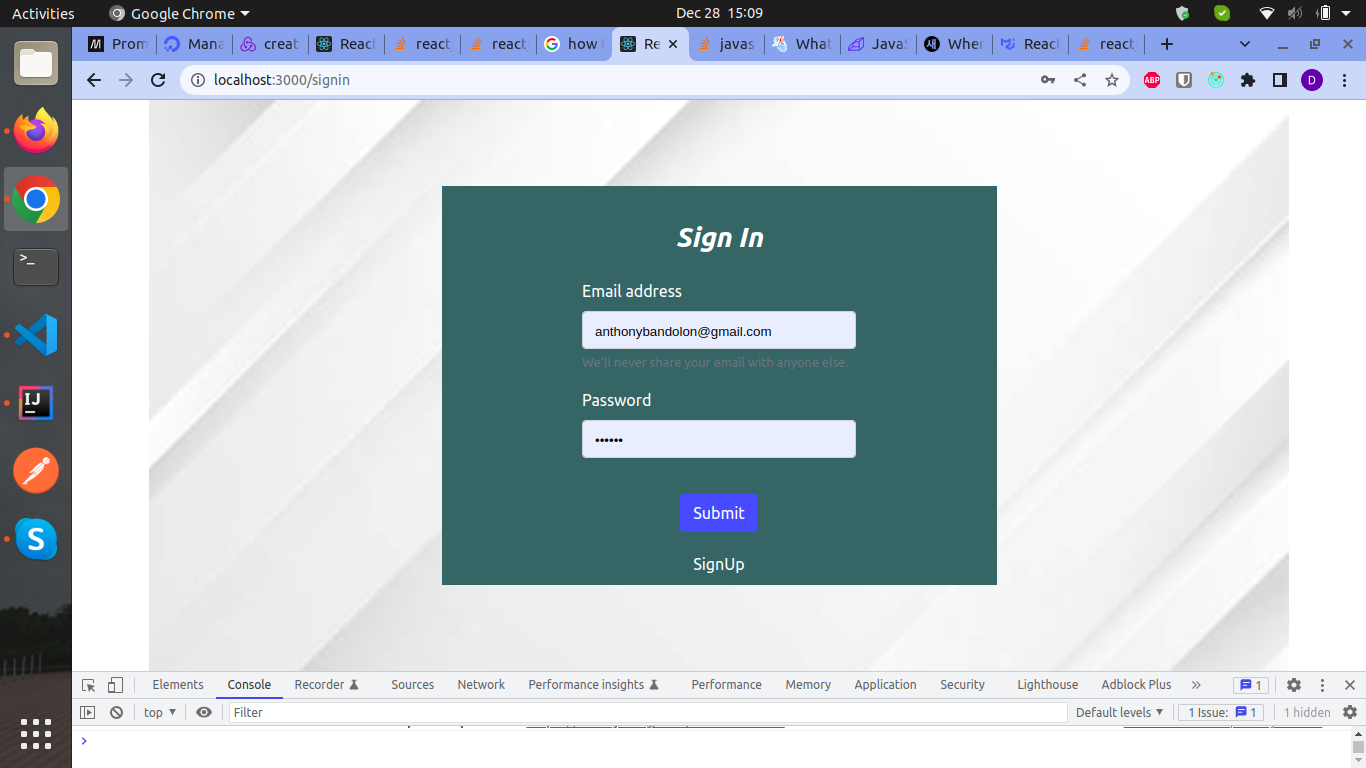 Activities Google Chrome Dec 28 15:09
Prom Mana creat React react react how Re javas What JavaS When React react
localhost:3000/signin ABP D
Sign In
Email address
anthonybandolon@gmail.com
We'll never share your email with anyone else.
Password
••••••
Submit
SignUp
Elements Console Recorder Sources Network Performance insights Performance Memory Application Security Lighthouse Adblock Plus » 1
top Filter Default levels 1 Issue: 1 1 hidden
>